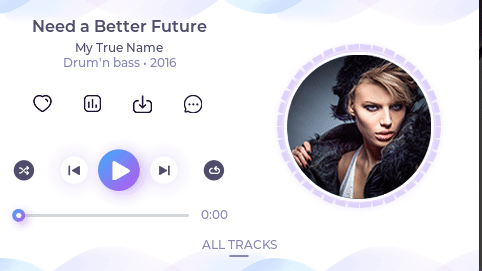 Need a Better Future
My True Name
Drum'n bass • 2016
0:00
ALL TRACKS